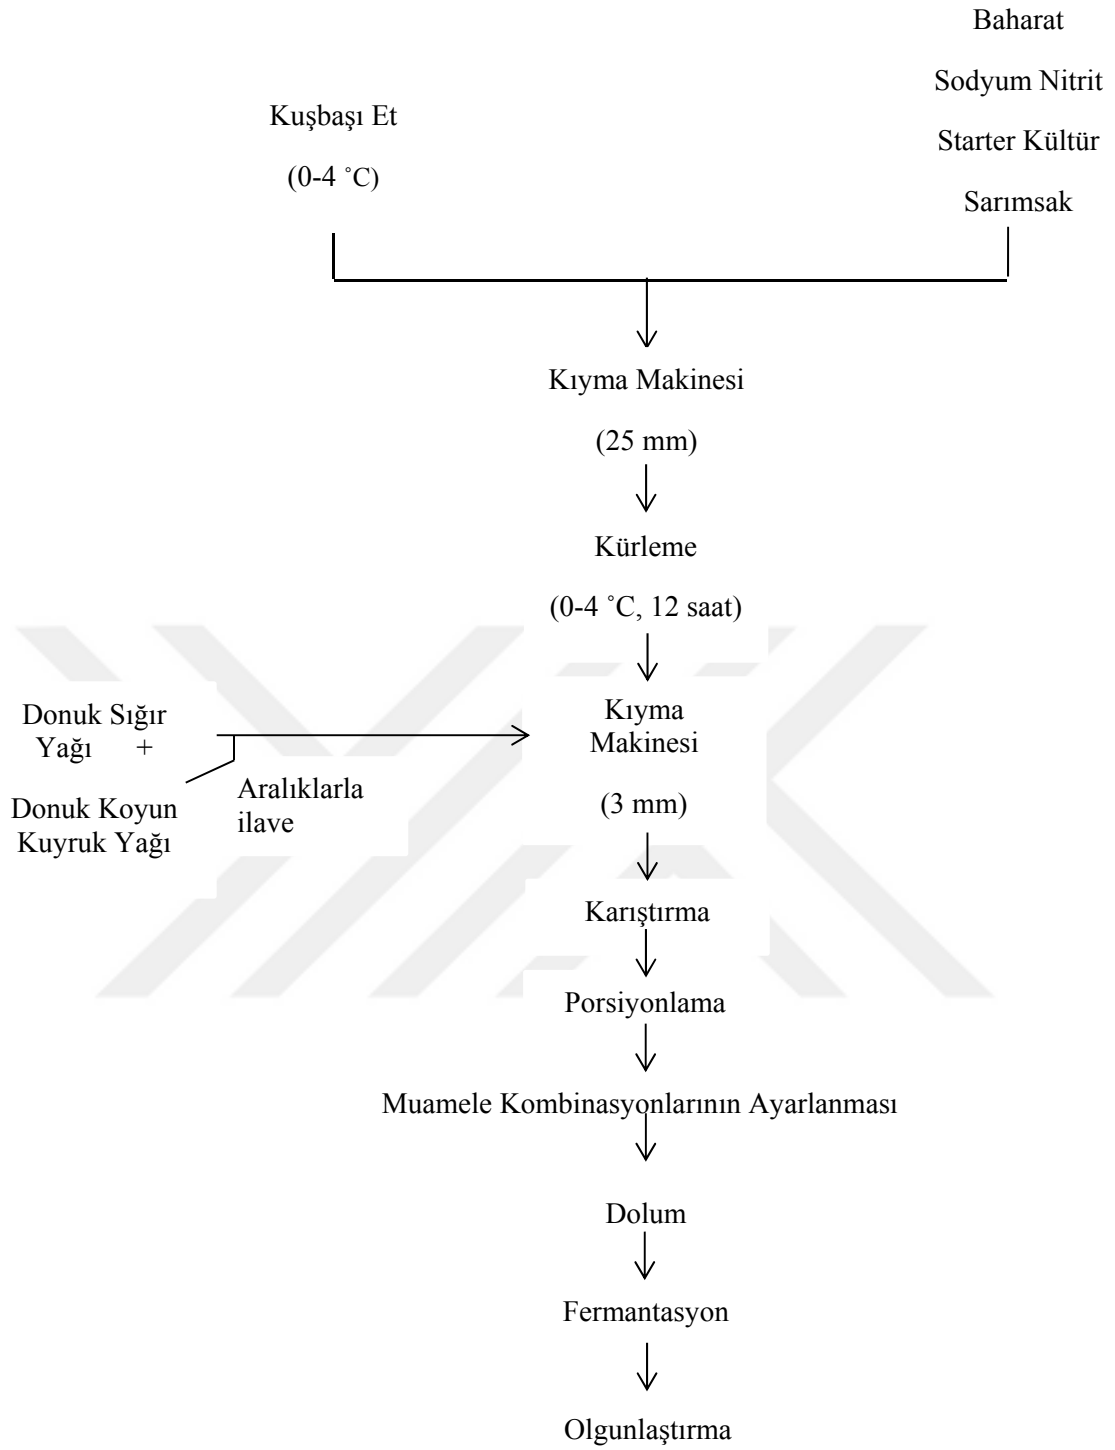 Baharat
Sodyum Nitrit
Starter Kültür
Sarımsak
Kuşbaşı Et
(0-4 ˚C)
Kıyma Makinesi
(25 mm)
Kürleme
(0-4 ˚C, 12 saat)
Donuk Sığır
Yağı +
Donuk Koyun
Kuyruk Yağı
Aralıklarla
ilave
Kıyma
Makinesi
(3 mm)
Karıştırma
Porsiyonlama
Muamele Kombinasyonlarının Ayarlanması
Dolum
Fermantasyon
Olgunlaştırma